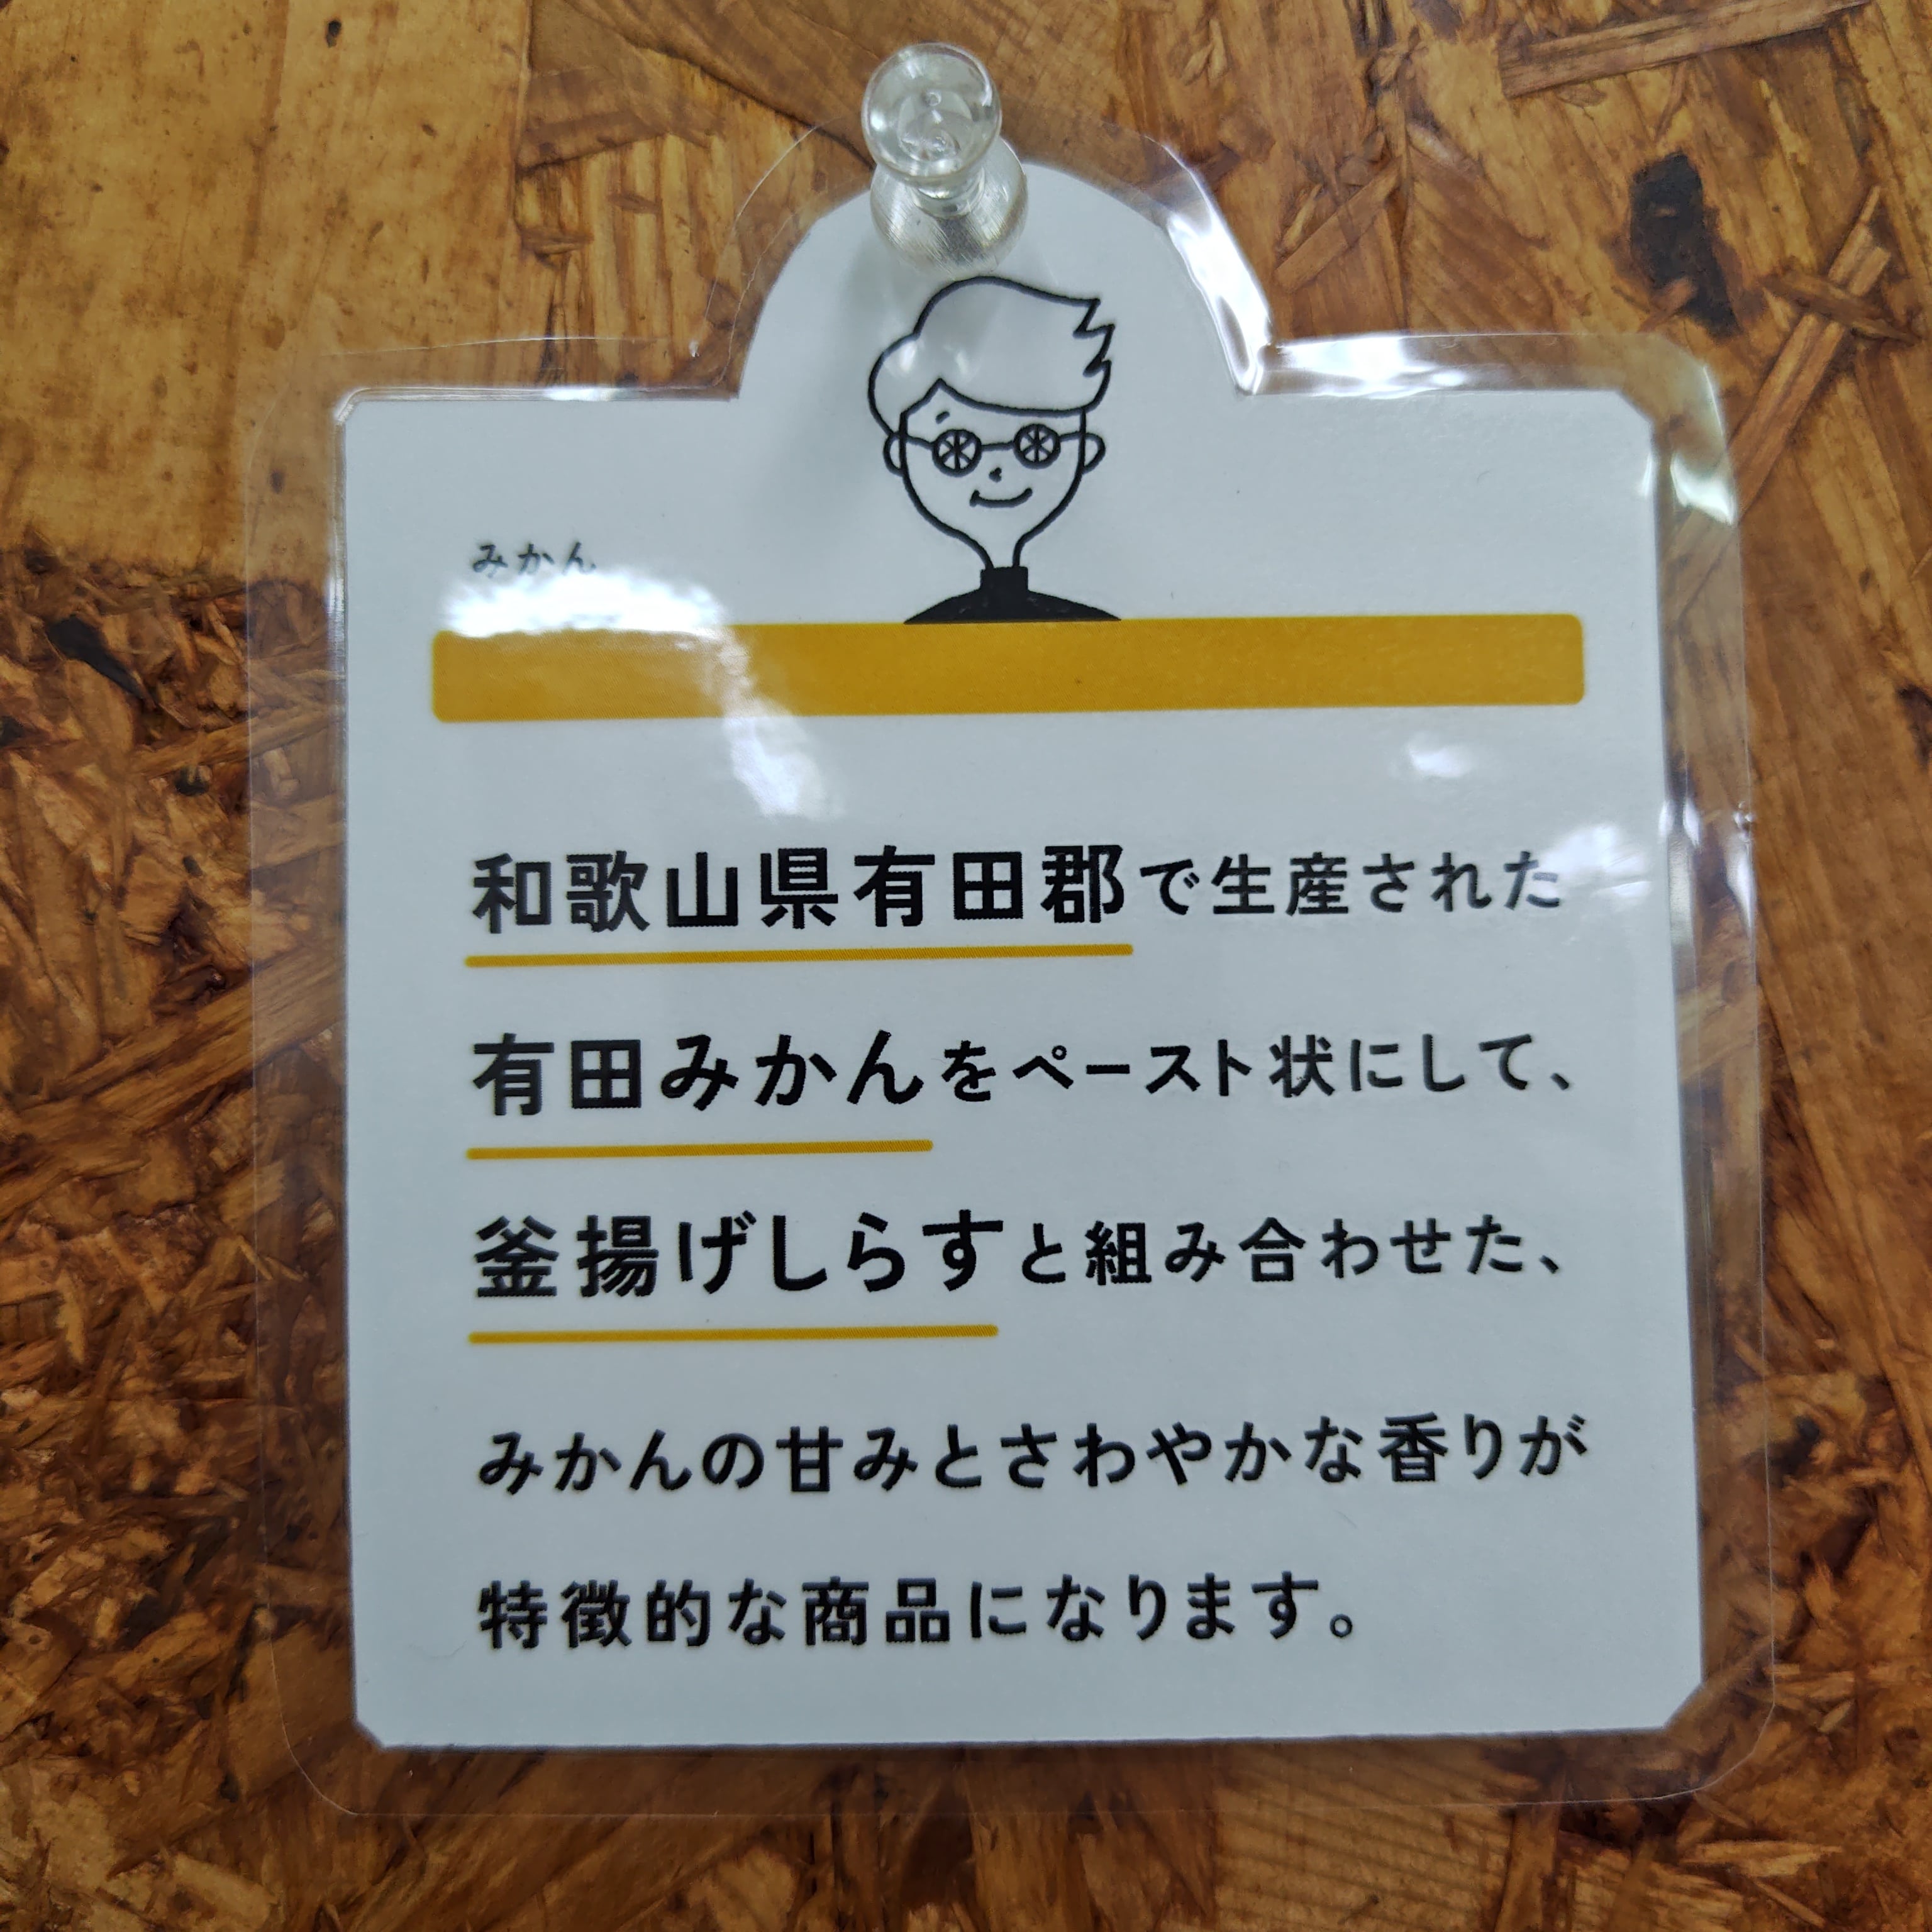 みかん
和歌山県有田郡で生産された
有田みかんをペースト状にして、
釜揚げしらすと組み合わせた、
みかんの甘みとさわやかな香りが
特徴的な商品になります。